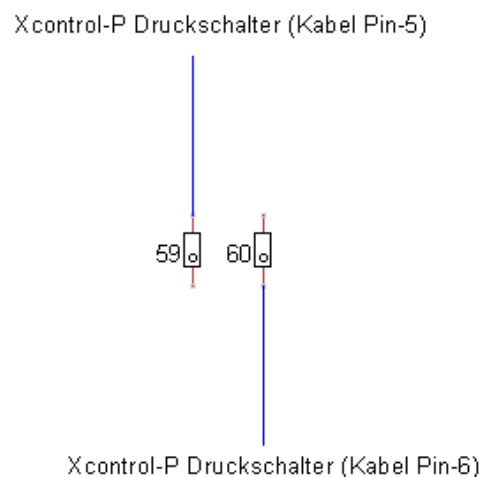 Xcontrol-P Druckschalter (Kabel Pin-5)
59 60
Xcontrol-P Druckschalter (Kabel Pin-6)